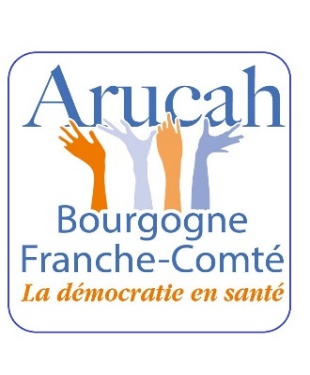 Arucah
Bourgogne
Franche-Comté
La démocratie en santé